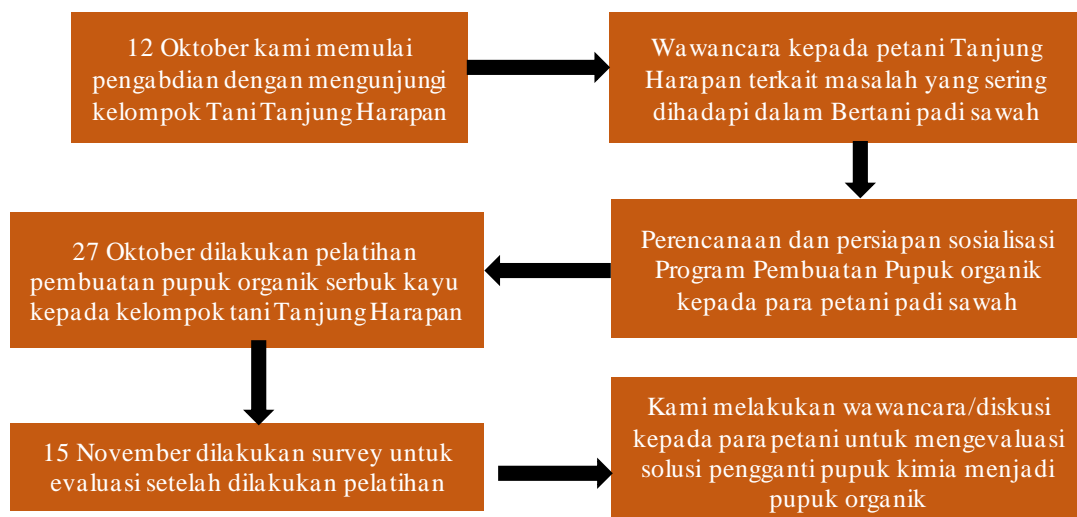 12 Oktober kami memulai
pengabdian dengan mengunjungi
kelompok Tani Tanjung Harapan
Wawancara kepada petani Tanjung
Harapan terkait masalah yang sering
dihadapi dalam Bertani padi sawah
Perencanaan dan persiapan sosialisasi
Program Pembuatan Pupuk organik
kepada para petani padi sawah
27 Oktober dilakukan pelatihan
pembuatan pupuk organik serbuk kayu
kepada kelompok tani Tanjung Harapan
15 November dilakukan survey untuk
evaluasi setelah dilakukan pelatihan
Kami melakukan wawancara/diskusi
kepada para petani untuk mengevaluasi
solusi pengganti pupuk kimia menjadi
pupuk organik